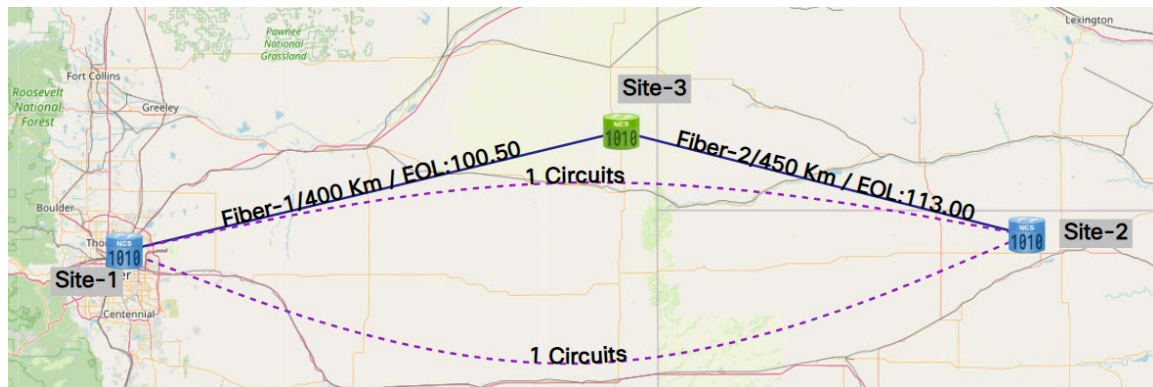 Lexington
Pawnee
National
Grassland
Fort Collins
Roosevelt
National
Forest
Greeley
Site-3
NCS
1010
Fiber-1/400 Km / EOL:100.50
Fiber-2/450 Km / EOL:113.00
1 Circuits
Boulder
NCS
1010
Site-1
NCS
1010
Site-2
Centennial
1 Circuits